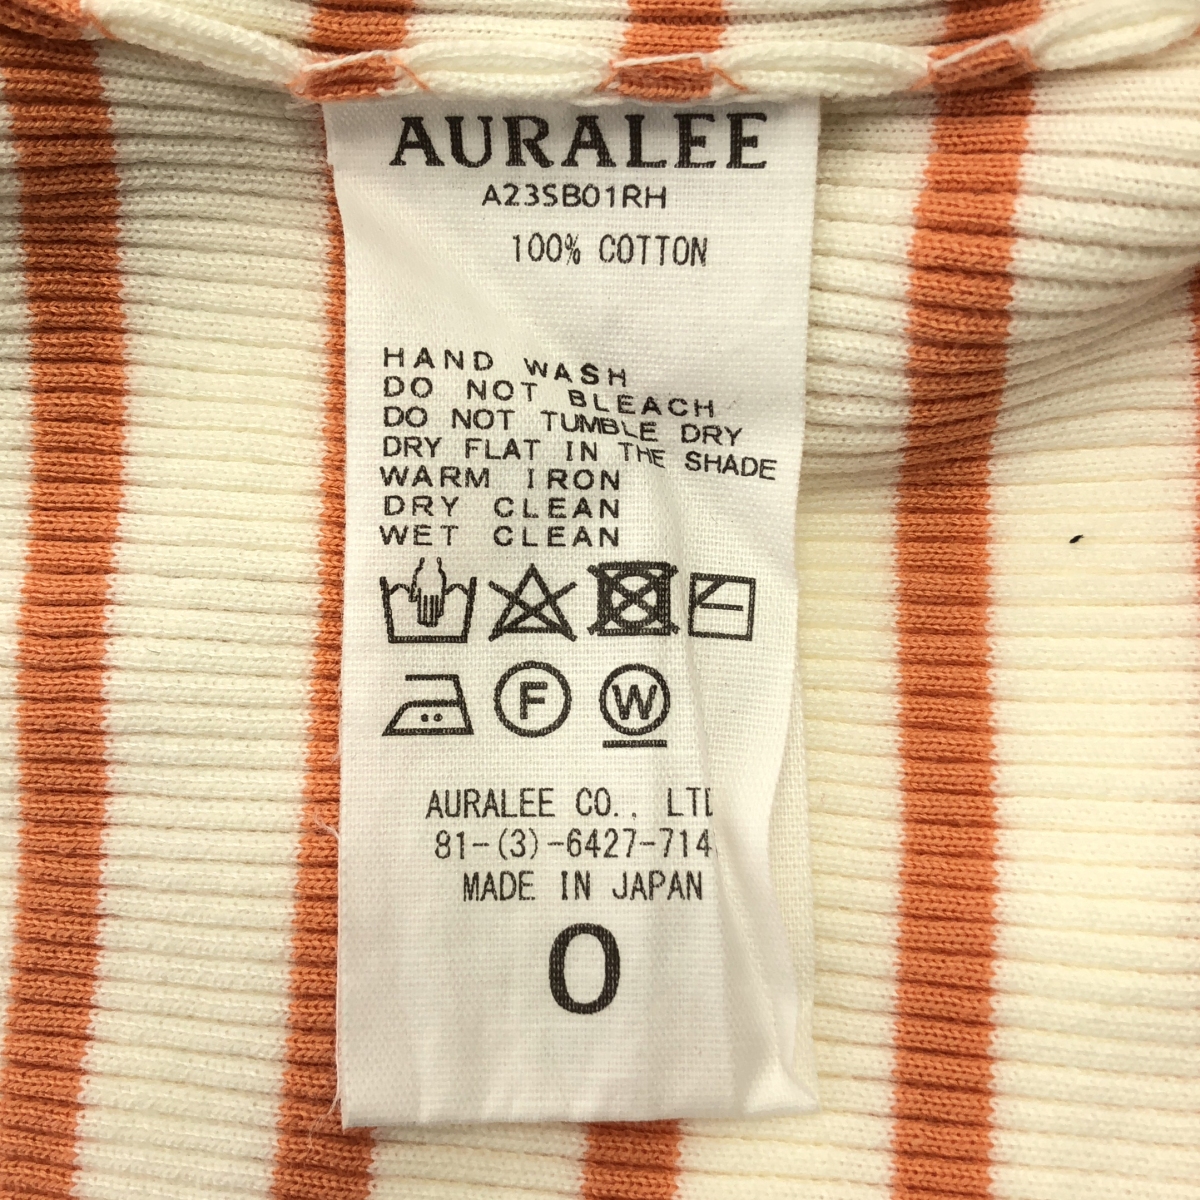 AURALEE
A23SB01RH
100% COTTON
HAND WASH
DO NOT BLEACH
DO NOT TUMBLE DRY
DRY FLAT IN THE SHADE
WARM IRON
DRY CLEAN
WET CLEAN
F W
AURALEE CO., LTD
81-(3)-6427-714
MADE IN JAPAN
0